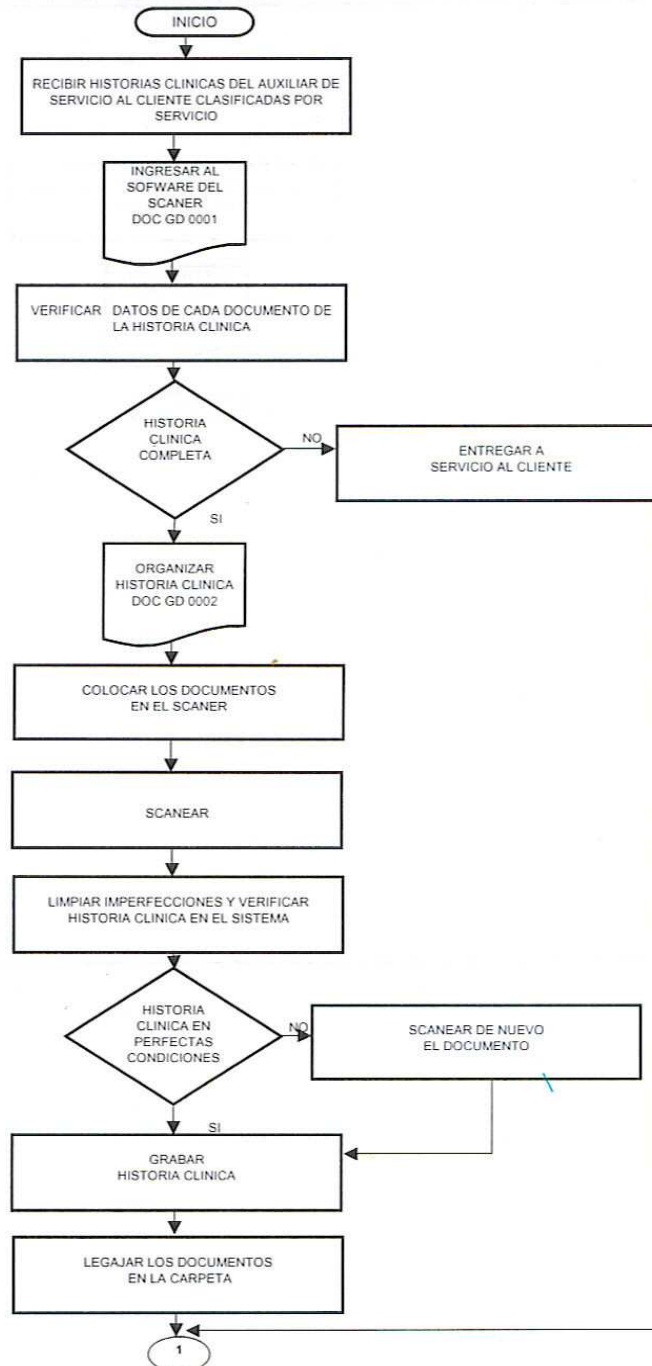 INICIO
RECIBIR HISTORIAS CLINICAS DEL AUXILIAR DE
SERVICIO AL CLIENTE CLASIFICADAS POR
SERVICIO
INGRESAR AL
SOFWARE DEL
SCANER
DOC GD 0001
VERIFICAR DATOS DE CADA DOCUMENTO DE
LA HISTORIA CLINICA
HISTORIA
CLINICA
COMPLETA
NO
ENTREGAR A
SERVICIO AL CLIENTE
SI
ORGANIZAR
HISTORIA CLINICA
DOC GD 0002
COLOCAR LOS DOCUMENTOS
EN EL SCANER
SCANEAR
LIMPIAR IMPERFECCIONES Y VERIFICAR
HISTORIA CLINICA EN EL SISTEMA
HISTORIA
CLINICA EN
PERFECTAS
CONDICIONES
NO
SCANEAR DE NUEVO
EL DOCUMENTO
SI
GRABAR
HISTORIA CLINICA
LEGAJAR LOS DOCUMENTOS
EN LA CARPETA
1